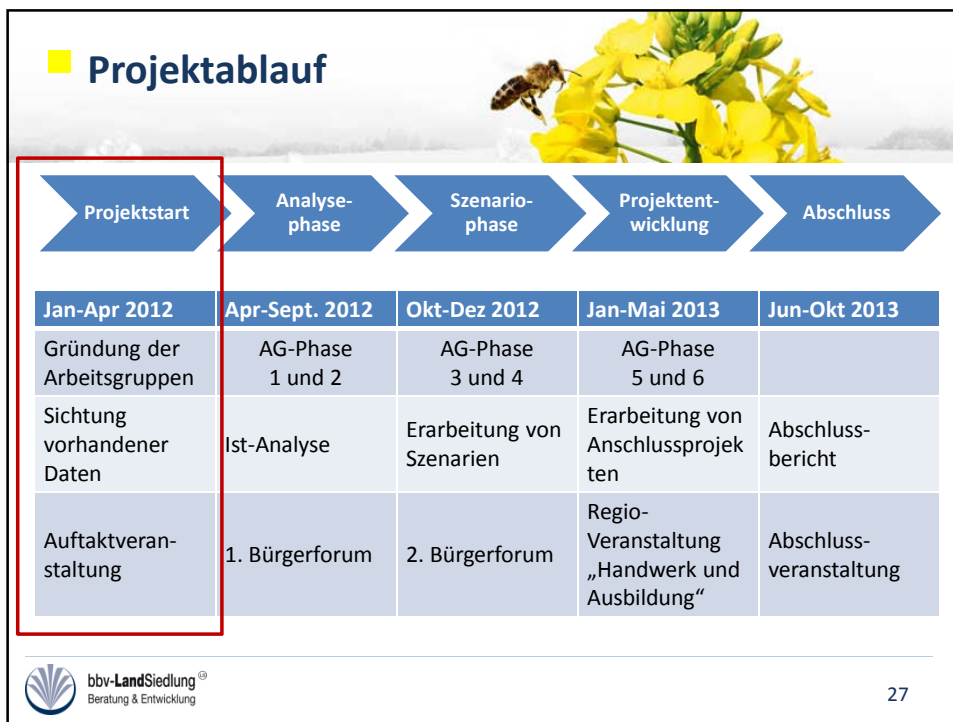 Projektablauf
Projektstart
Analyse-
phase
Szenario-
phase
Projektent-
wicklung
Abschluss
Jan-Apr 2012 Apr-Sept. 2012 Okt-Dez 2012 Jan-Mai 2013 Jun-Okt 2013
Gründung der
Arbeitsgruppen
AG-Phase
1 und 2
AG-Phase
3 und 4
AG-Phase
5 und 6
Sichtung
vorhandener
Daten
Ist-Analyse
Erarbeitung von
Szenarien
Erarbeitung von
Anschlussprojek
ten
Abschluss-
bericht
Auftaktveran-
staltung
1. Bürgerforum
2. Bürgerforum
Regio-
Veranstaltung
„Handwerk und
Ausbildung“
Abschluss-
veranstaltung
bbv-LandSiedlung
Beratung & Entwicklung
27